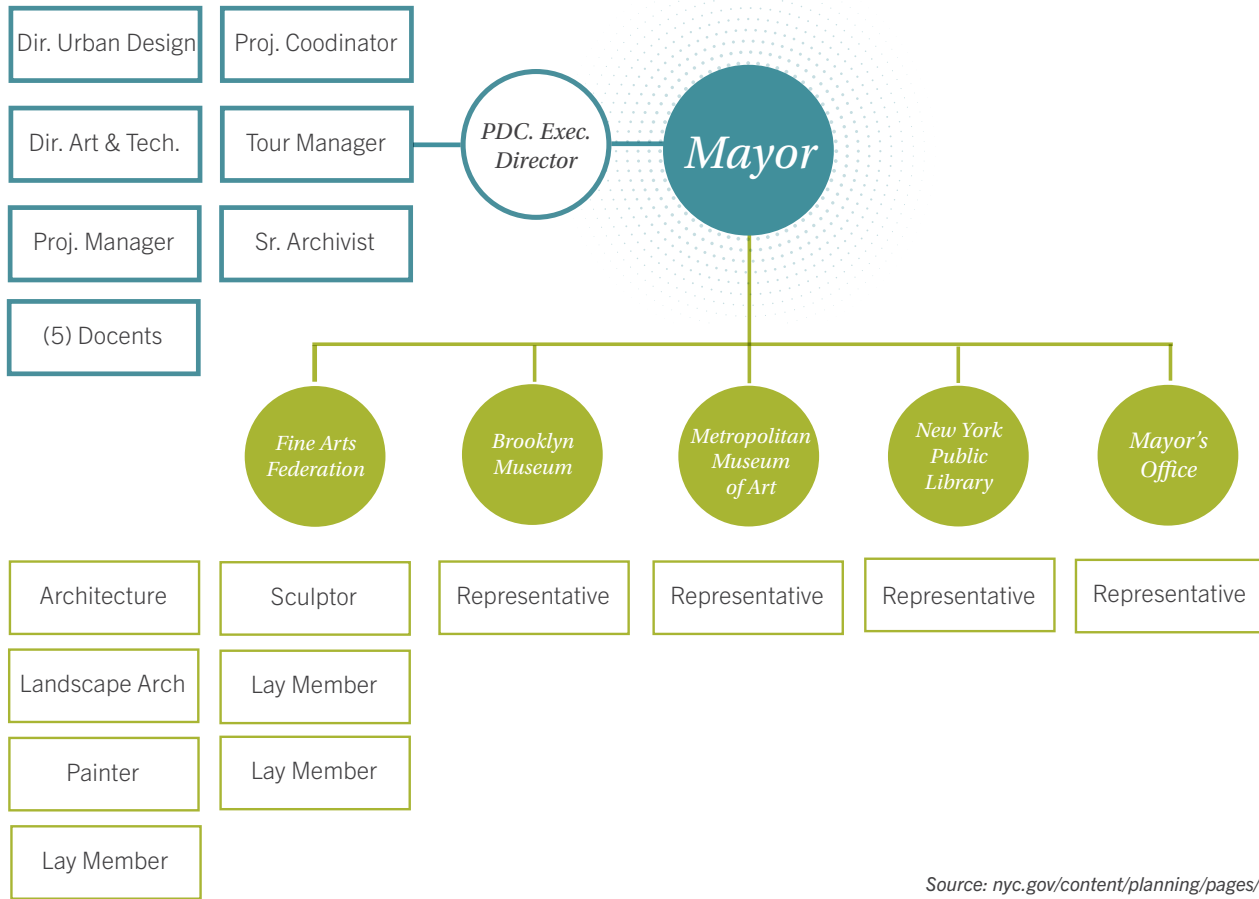 Dir. Urban Design
Proj. Coodinator
Dir. Art & Tech.
Tour Manager
Proj. Manager
Sr. Archivist
(5) Docents
PDC. Exec.
Director
Mayor
Fine Arts
Federation
Brooklyn
Museum
Metropolitan
Museum
of Art
New York
Public
Library
Mayor’s
Office
Architecture
Sculptor
Representative
Representative
Representative
Representative
Landscape Arch
Lay Member
Painter
Lay Member
Lay Member
Source: nyc.gov/content/planning/pages/